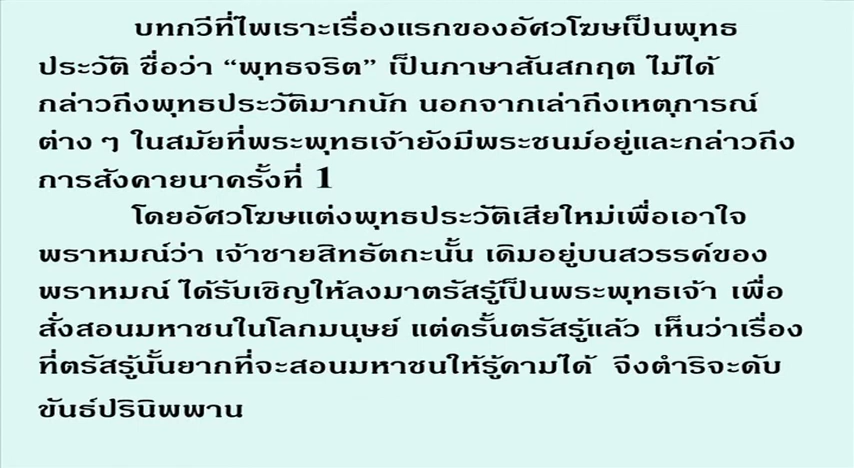 บทกวีที่ไพเราะเรื่องแรกของอัศวโฆษเป็นพุทธ
ประวัติ ชื่อว่า “พุทธจริต” เป็นภาษาสันสกฤต ไม่ได้
กล่าวถึงพุทธประวัติมากนัก นอกจากเล่าถึงเหตุการณ์
ต่าง ๆ ในสมัยที่พระพุทธเจ้ายังมีพระชนม์อยู่และกล่าวถึง
การสังคายนาครั้งที่ 1
โดยอัศวโฆษแต่งพุทธประวัติเสียใหม่เพื่อเอาใจ
พราหมณ์ว่า เจ้าชายสิทธัตถะนั้น เดิมอยู่บนสวรรค์ของ
พราหมณ์ ได้รับเชิญให้ลงมาตรัสรู้เป็นพระพุทธเจ้า เพื่อ
สั่งสอนมหาชนในโลกมนุษย์ แต่ครั้นตรัสรู้แล้ว เห็นว่าเรื่อง
ที่ตรัสรู้นั้นยากที่จะสอนมหาชนให้รู้ตามได้ จึงดำริจะดับ
ขันธ์ปรินิพพาน